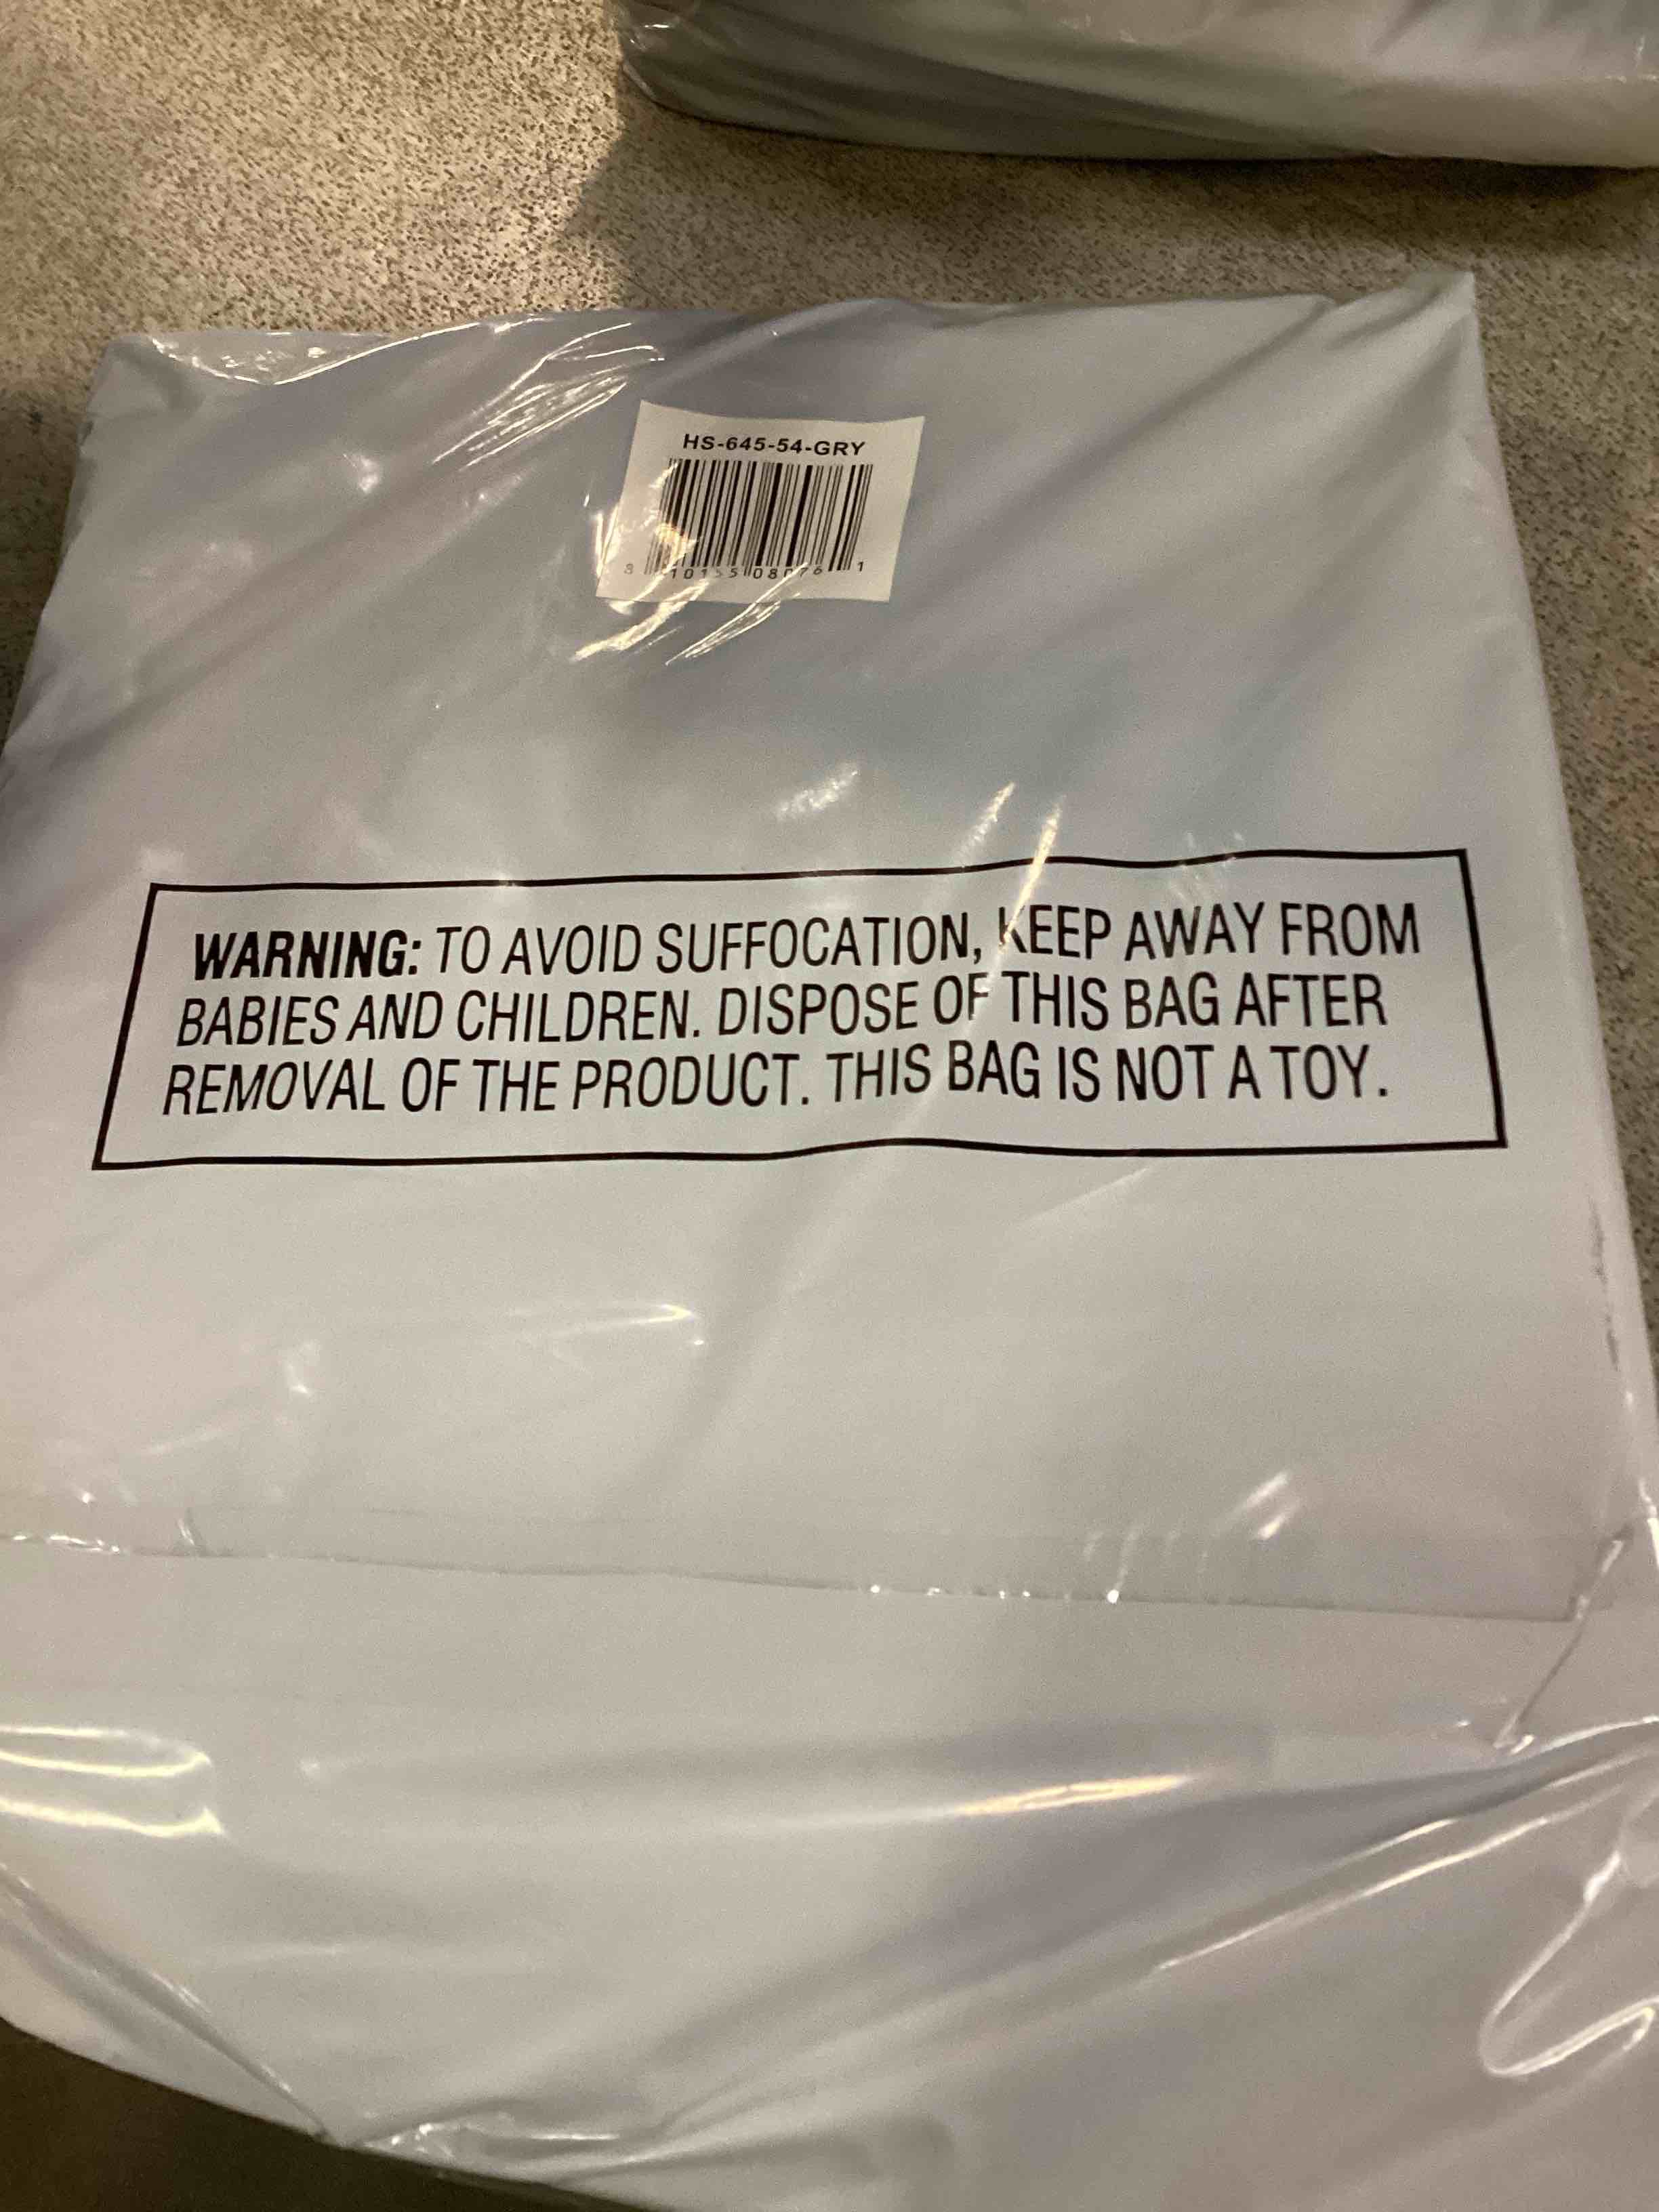 HS-645-54-GRY
WARNING: TO AVOID SUFFOCATION, KEEP AWAY FROM
BABIES AND CHILDREN. DISPOSE OF THIS BAG AFTER
REMOVAL OF THE PRODUCT. THIS BAG IS NOT A TOY.